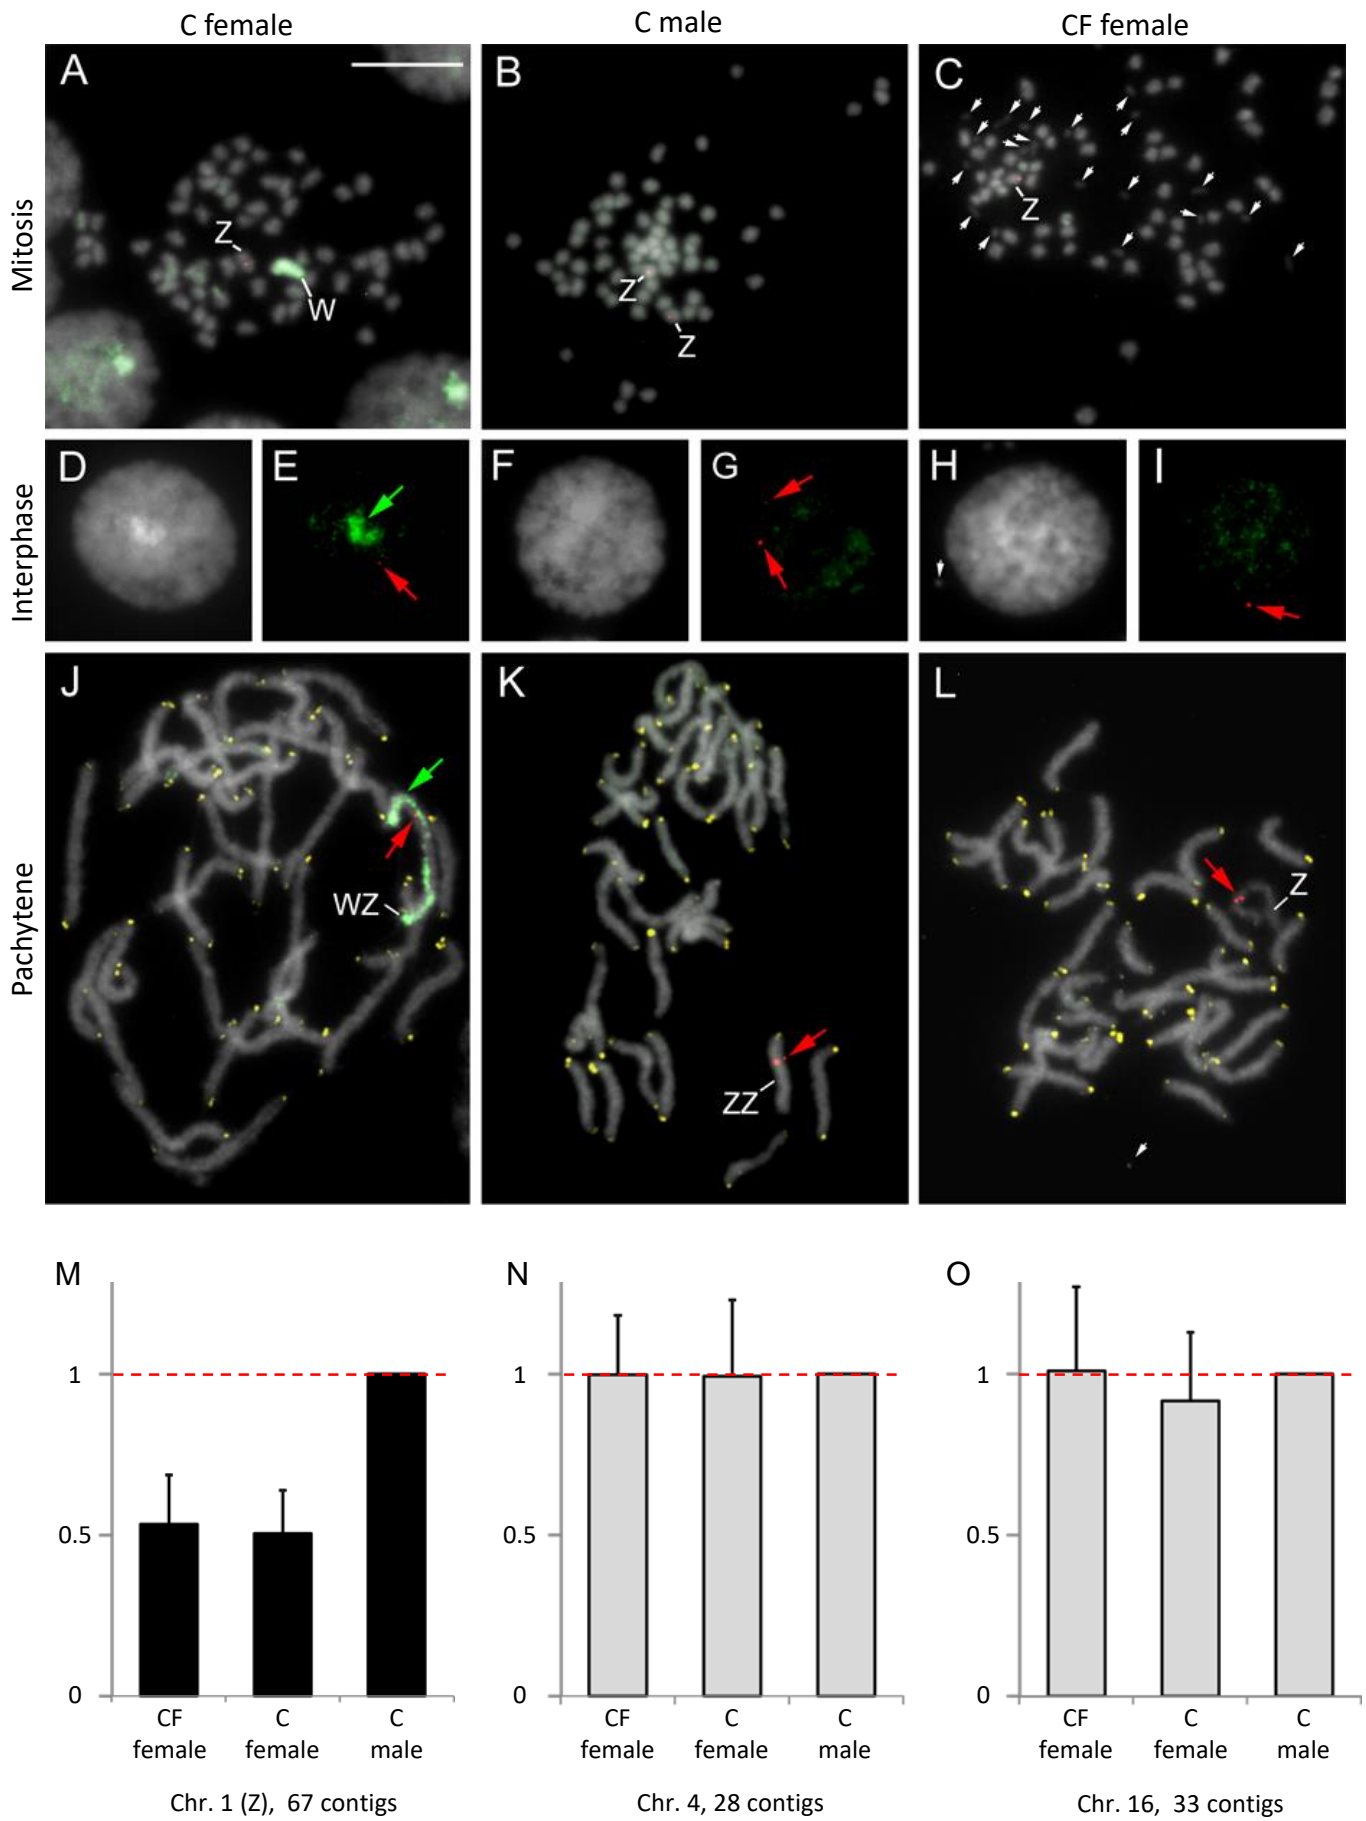 C female
C male
CF female
Mitosis
A
Z
W
B
Z
Z
C
Z
Interphase
D
E
F
G
H
I
Pachytene
J
WZ
K
ZZ
L
Z
M
1
0.5
0
CF
female
C
female
C
male
Chr. 1 (Z), 67 contigs
N
1
0.5
0
CF
female
C
female
C
male
Chr. 4, 28 contigs
O
1
0.5
0
CF
female
C
female
C
male
Chr. 16, 33 contigs